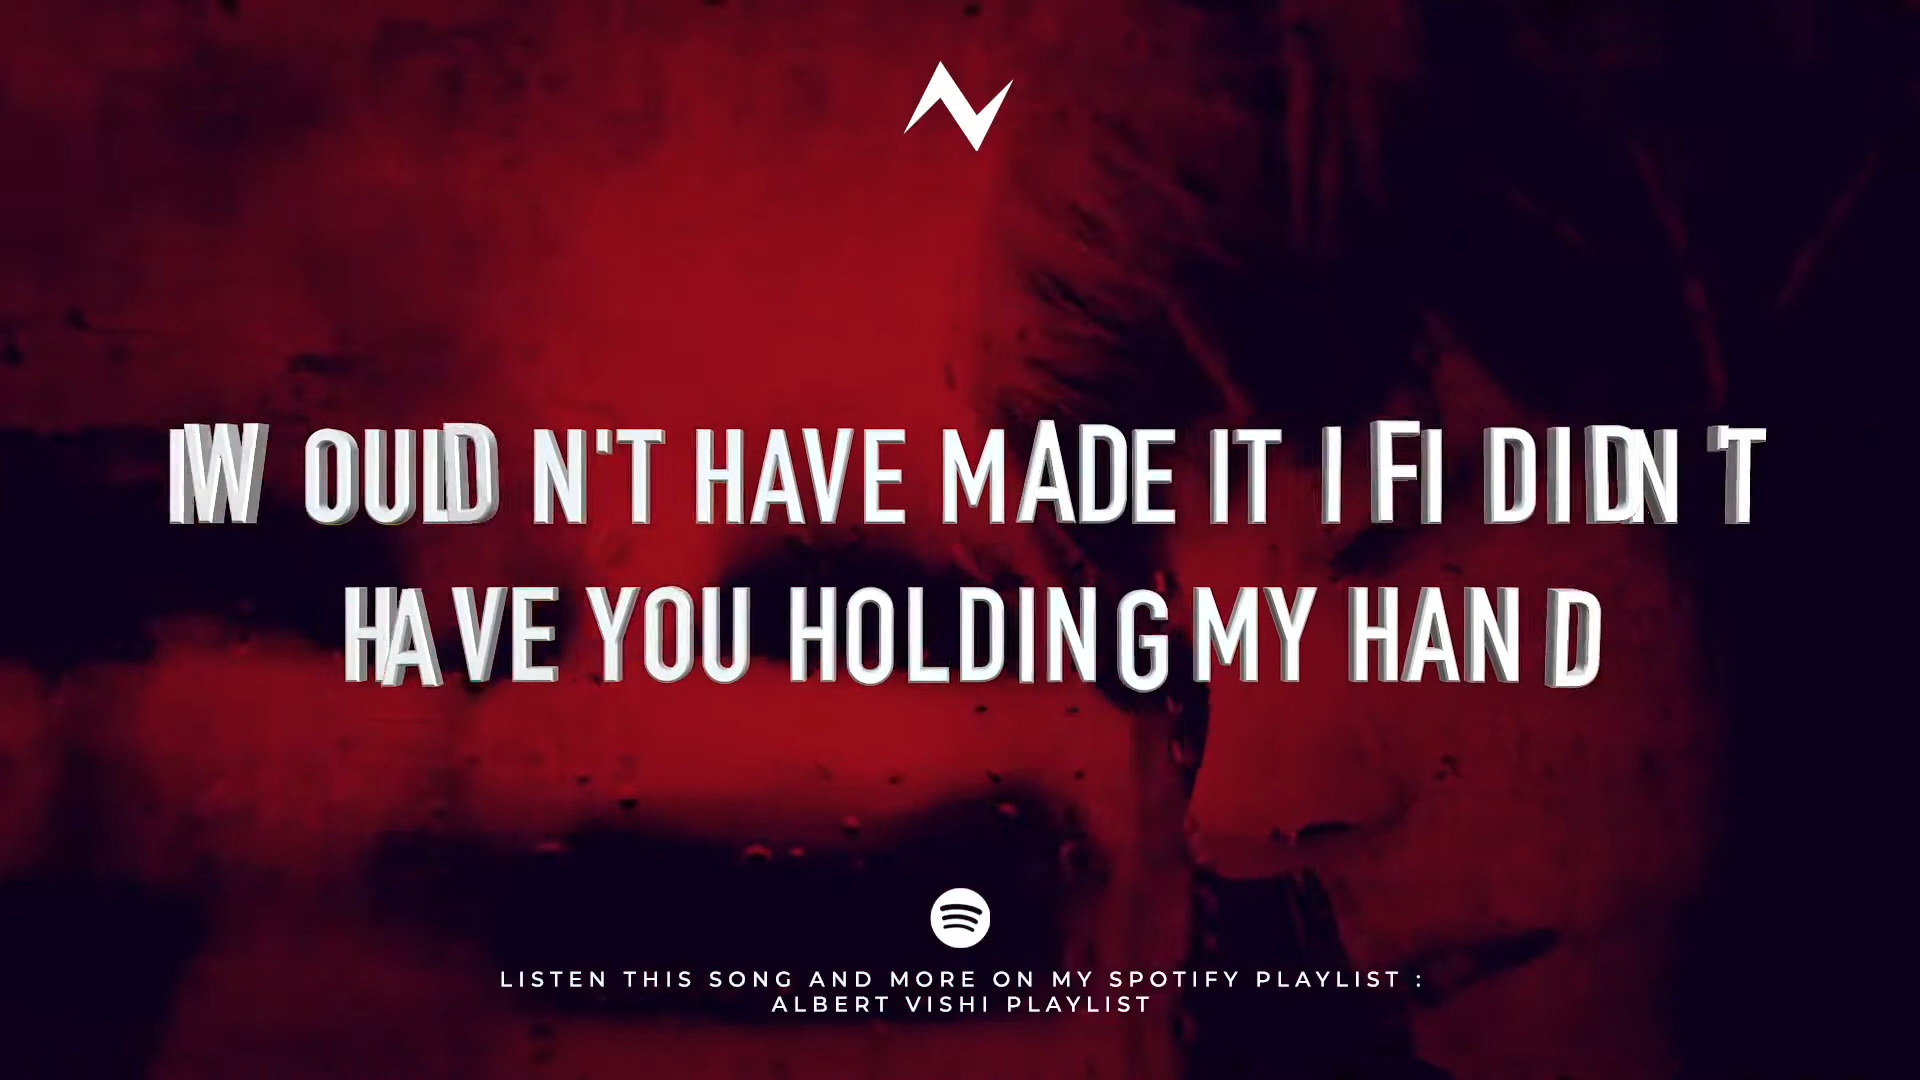 I WOULD N'T HAVE MADE IT IF I DIDN'T
HAVE YOU HOLDING MY HAND
LISTEN THIS SONG AND MORE ON MY SPOTIFY PLAYLIST :
ALBERT VISHI PLAYLIST